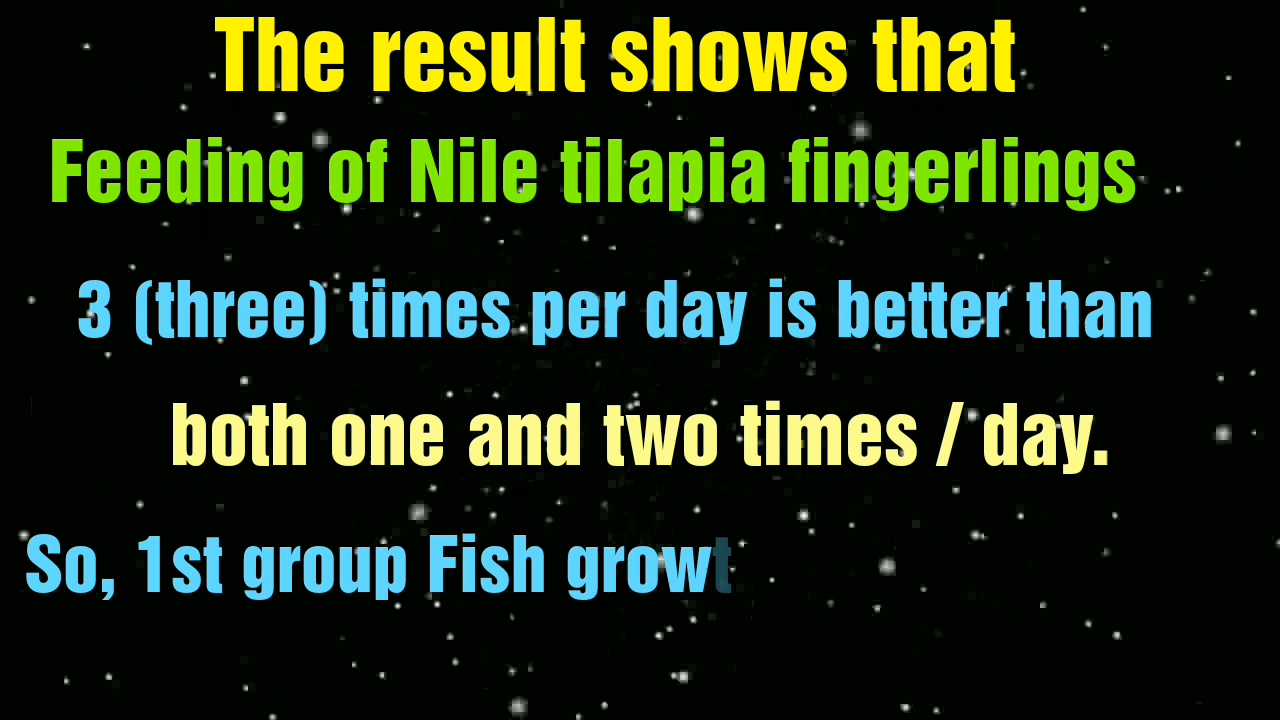 The result shows that
Feeding of Nile tilapia fingerlings
3 (three) times per day is better than
both one and two times / day.
So, 1st group Fish growt